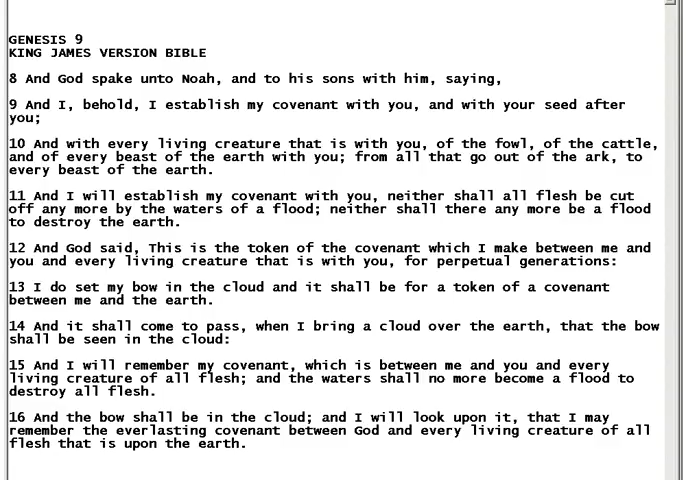 GENESIS 9
KING JAMES VERSION BIBLE
8 And God spake unto Noah, and to his sons with him, saying,
9 And I, behold, I establish my covenant with you, and with your seed after
you;
10 And with every living creature that is with you, of the fowl, of the cattle,
and of every beast of the earth with you; from all that go out of the ark, to
every beast of the earth.
11 And I will establish my covenant with you, neither shall all flesh be cut
off any more by the waters of a flood; neither shall there any more be a flood
to destroy the earth.
12 And God said, This is the token of the covenant which I make between me and
you and every living creature that is with you, for perpetual generations:
13 I do set my bow in the cloud and it shall be for a token of a covenant
between me and the earth.
14 And it shall come to pass, when I bring a cloud over the earth, that the bow
shall be seen in the cloud:
15 And I will remember my covenant, which is between me and you and every
living creature of all flesh; and the waters shall no more become a flood to
destroy all flesh.
16 And the bow shall be in the cloud; and I will look upon it, that I may
remember the everlasting covenant between God and every living creature of all
flesh that is upon the earth.